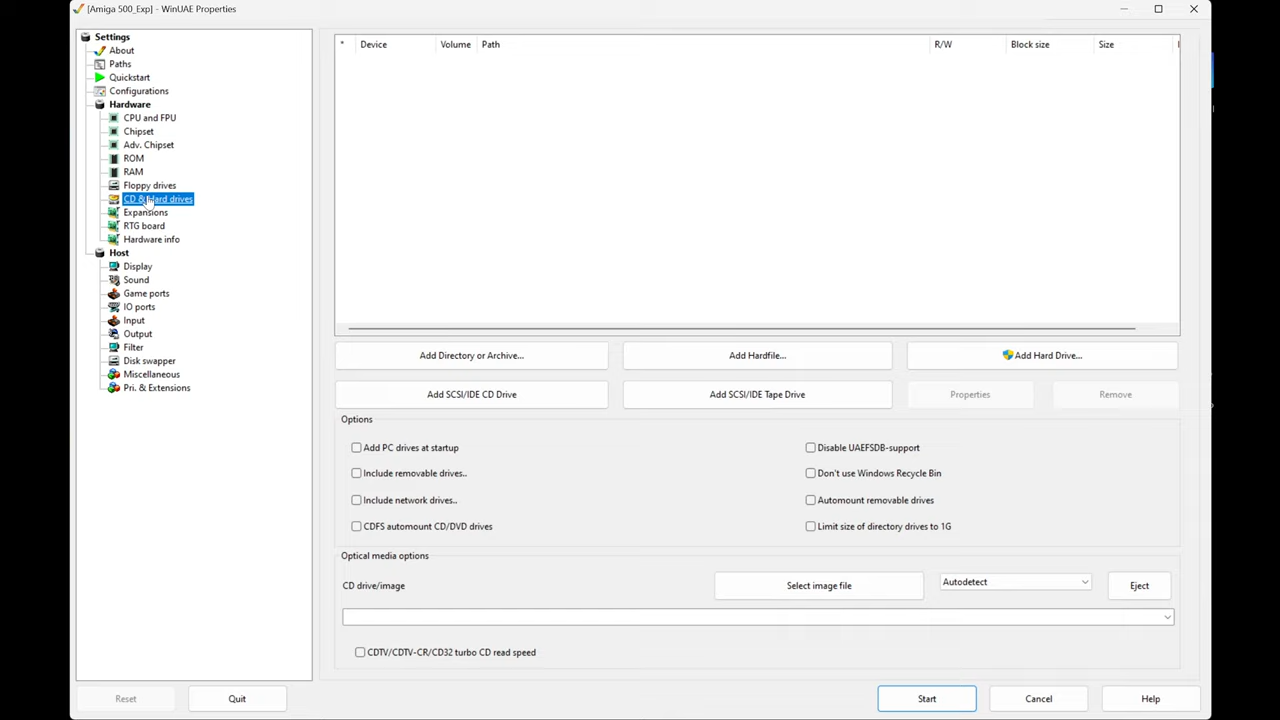 [Amiga 500_Exp] - WinUAE Properties
Settings
About
Paths
Quickstart
Configurations
Hardware
CPU and FPU
Chipset
Adv. Chipset
ROM
RAM
Floppy drives
CD & Hard drives
Expansions
RTG board
Hardware info
Host
Display
Sound
Game ports
IO ports
Input
Output
Filter
Disk swapper
Miscellaneous
Pri. & Extensions
* Device Volume Path R/W Block size Size
Add Directory or Archive... Add Hardfile... Add Hard Drive...
Add SCSI/IDE CD Drive Add SCSI/IDE Tape Drive Properties Remove
Options
Add PC drives at startup Disable UAEFSDB-support
Include removable drives.. Don't use Windows Recycle Bin
Include network drives.. Automount removable drives
CDFS automount CD/DVD drives Limit size of directory drives to 1G
Optical media options
CD drive/image Select image file Autodetect Eject
CDTV/CDTV-CR/CD32 turbo CD read speed
Reset Quit Start Cancel Help